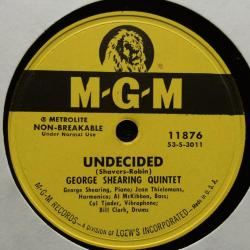 M-G-M
® METROLITE
NON-BREAKABLE
Under Normal Use
11876
53-S-3011
UNDECIDED
(Shavers-Robin)
GEORGE SHEARING QUINTET
George Shearing, Piano; Jean Thielemans,
Harmonica; Al McKibbon, Bass;
Cal Tjader, Vibraphone;
Bill Clark, Drums
M-G-M RECORDS - A DIVISION OF LOEW'S INCORPORATED - Made in U.S.A.